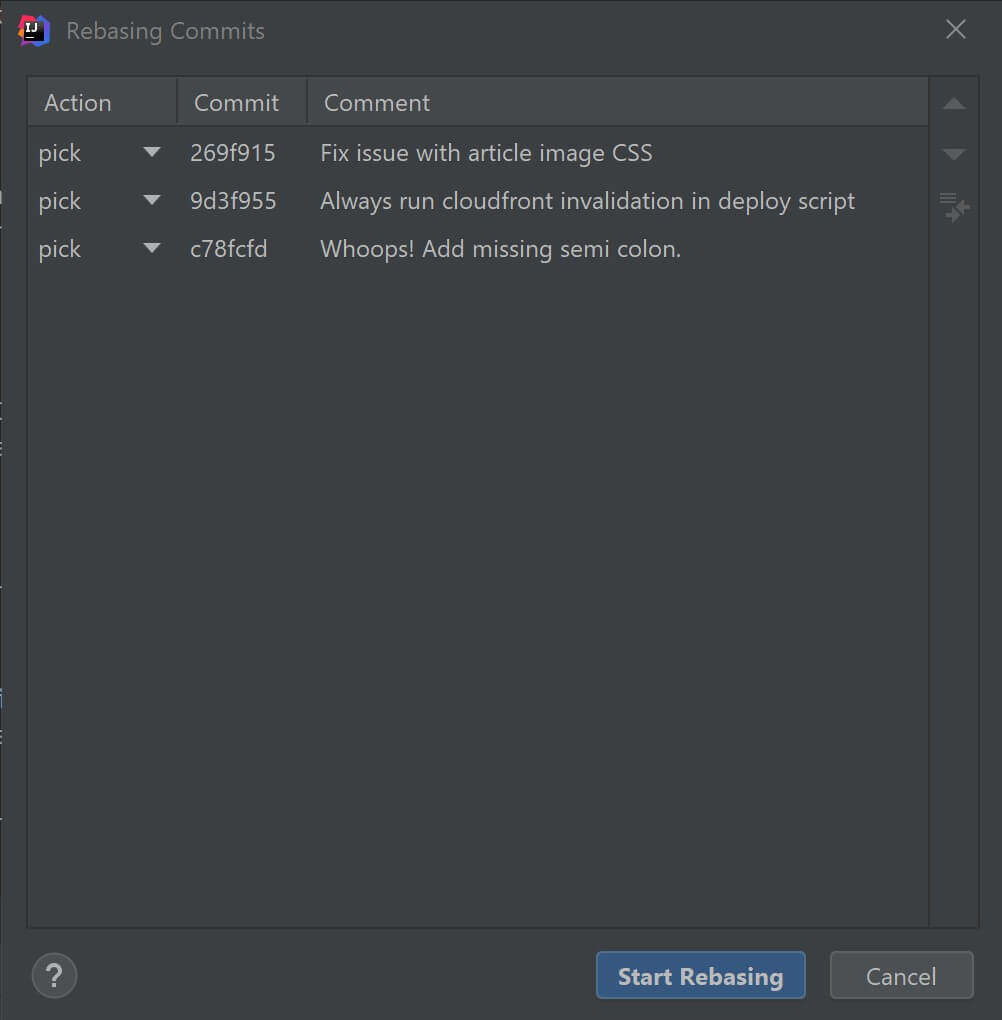 IJ Rebasing Commits
Action Commit Comment
pick 269f915 Fix issue with article image CSS
pick 9d3f955 Always run cloudfront invalidation in deploy script
pick c78fcfd Whoops! Add missing semi colon.
? Start Rebasing Cancel